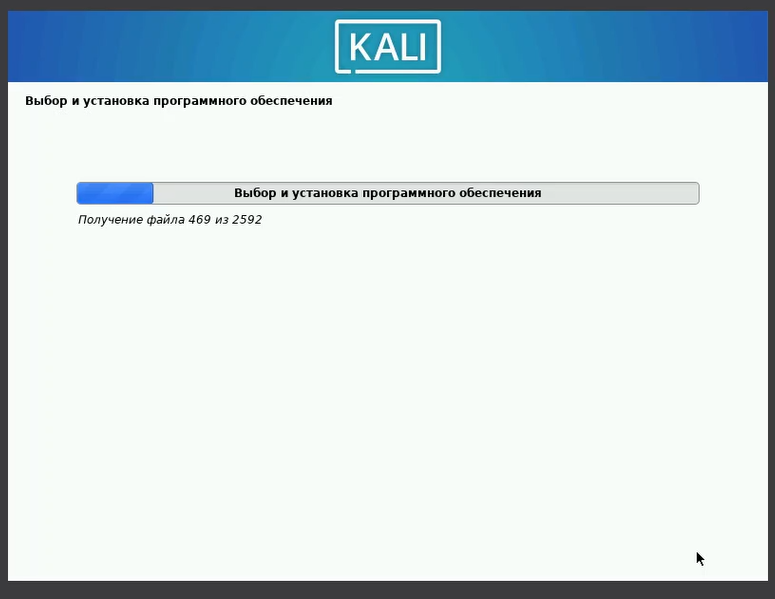 KALI
Выбор и установка программного обеспечения
Выбор и установка программного обеспечения
Получение файла 469 из 2592